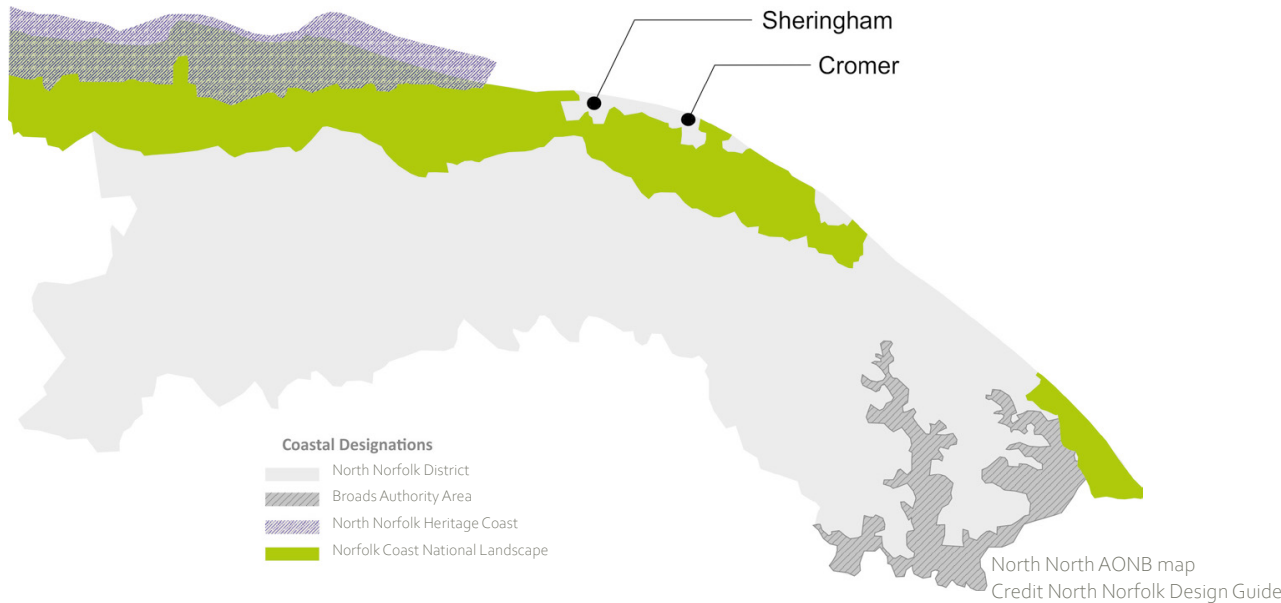 Sheringham
Cromer
Coastal Designations
North Norfolk District
Broads Authority Area
North Norfolk Heritage Coast
Norfolk Coast National Landscape
North North AONB map
Credit North Norfolk Design Guide